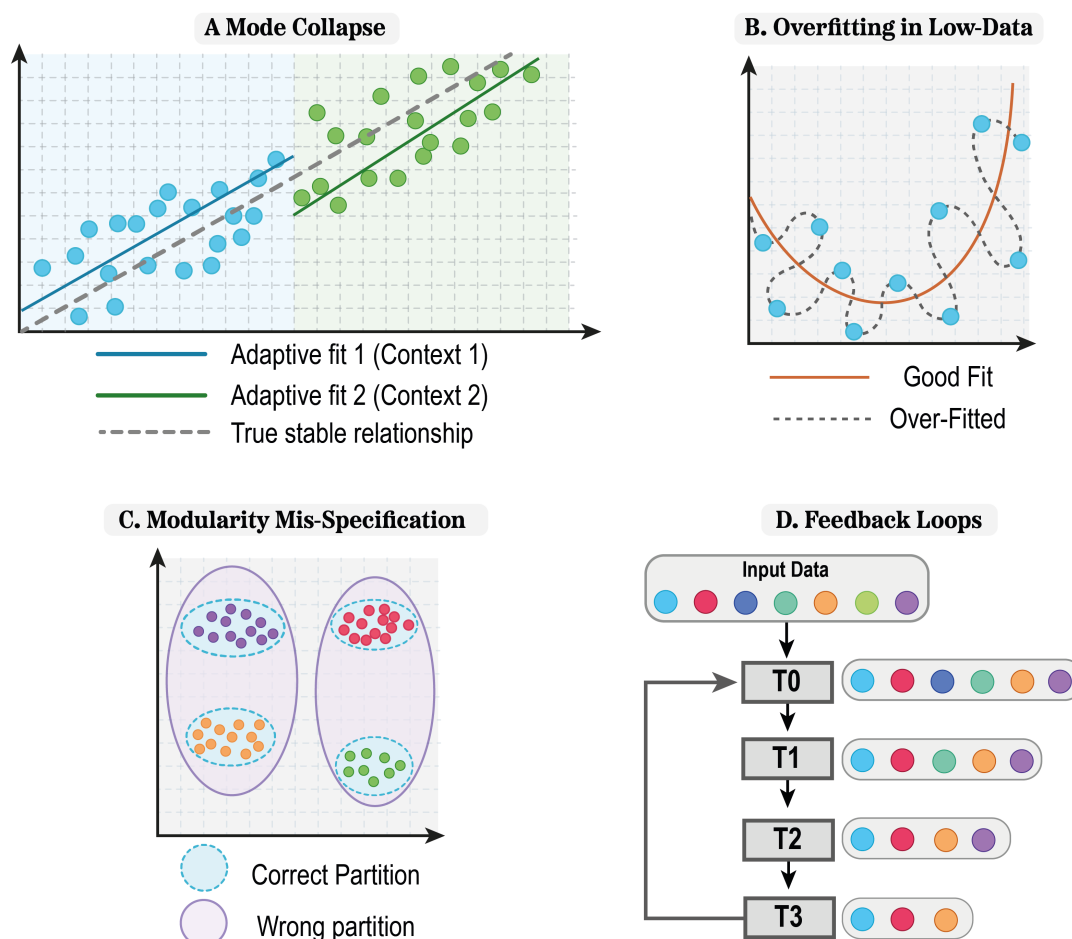 A Mode Collapse
Adaptive fit 1 (Context 1)
Adaptive fit 2 (Context 2)
True stable relationship
B. Overfitting in Low-Data
Good Fit
Over-Fitted
C. Modularity Mis-Specification
Correct Partition
Wrong partition
D. Feedback Loops
Input Data
T0
T1
T2
T3